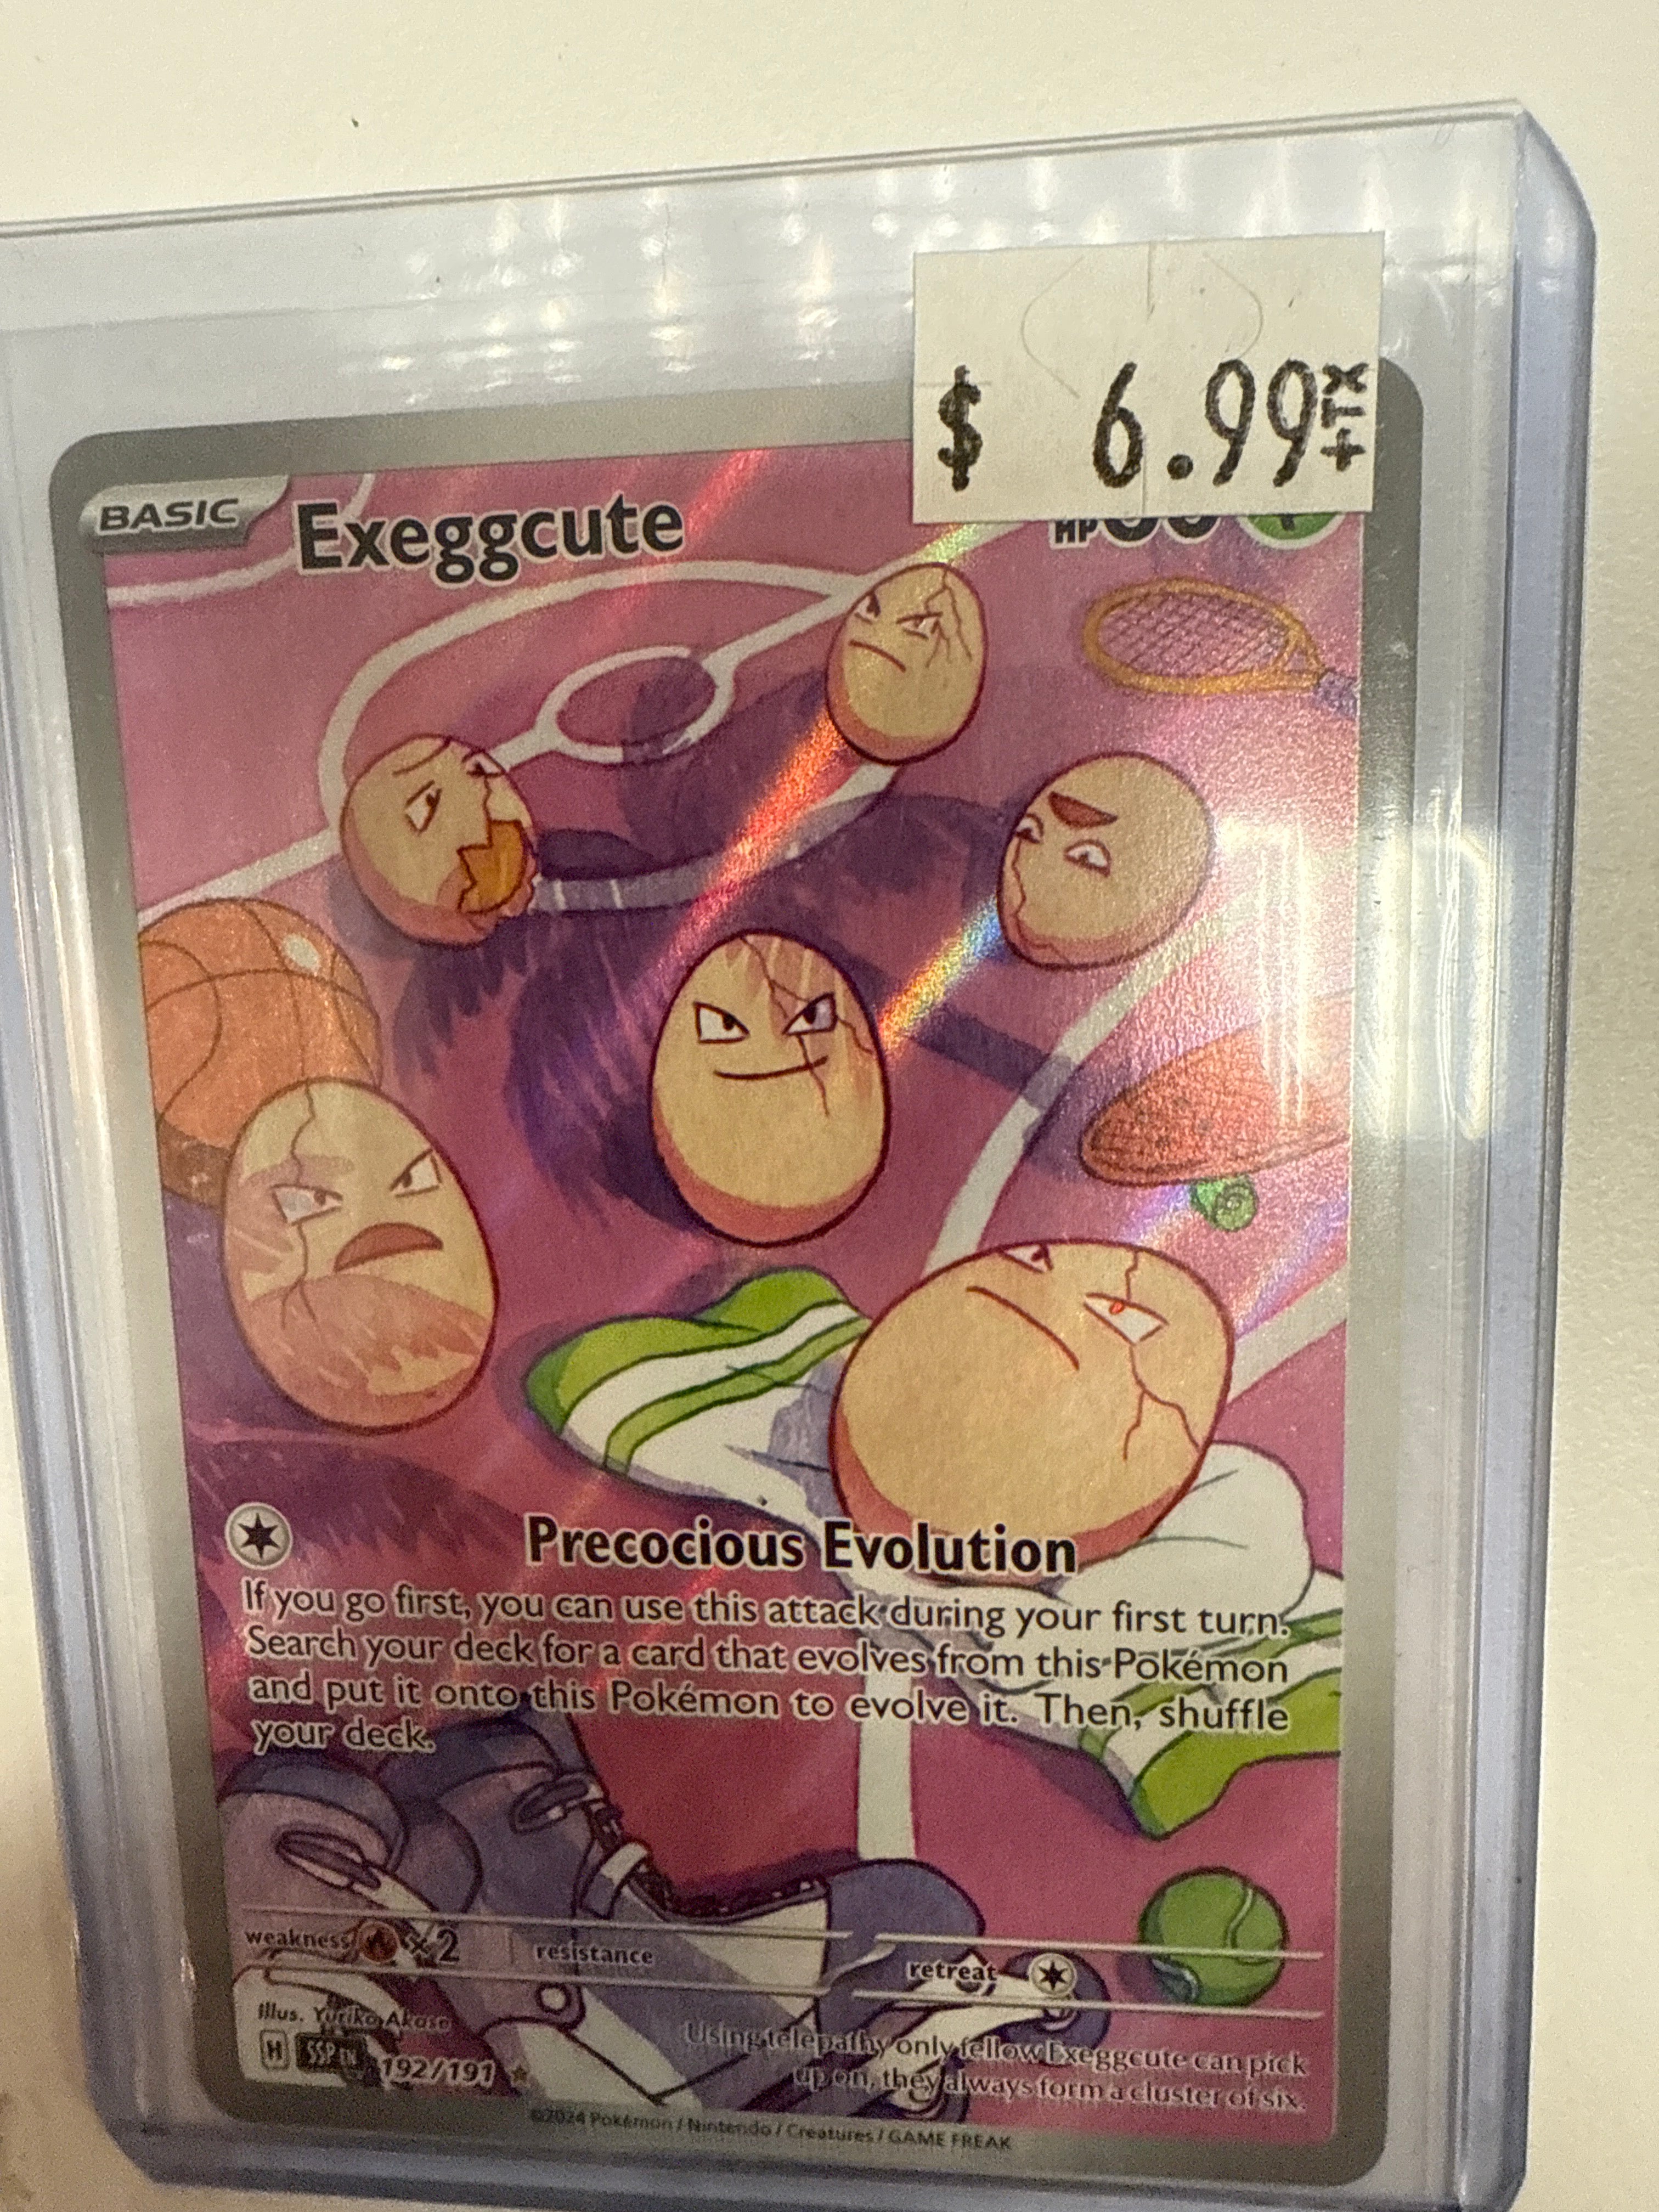 $ 6.99+TX
BASIC Exeggcute HP
Precocious Evolution
If you go first, you can use this attack during your first turn.
Search your deck for a card that evolves from this Pokémon
and put it onto this Pokémon to evolve it. Then, shuffle
your deck.
weakness ×2 resistance retreat
Illus. Yuriko Akase
H SSP EN 192/191
Using telepathy only fellow Exeggcute can pick
up on, they always form a cluster of six.
©2024 Pokémon / Nintendo / Creatures / GAME FREAK